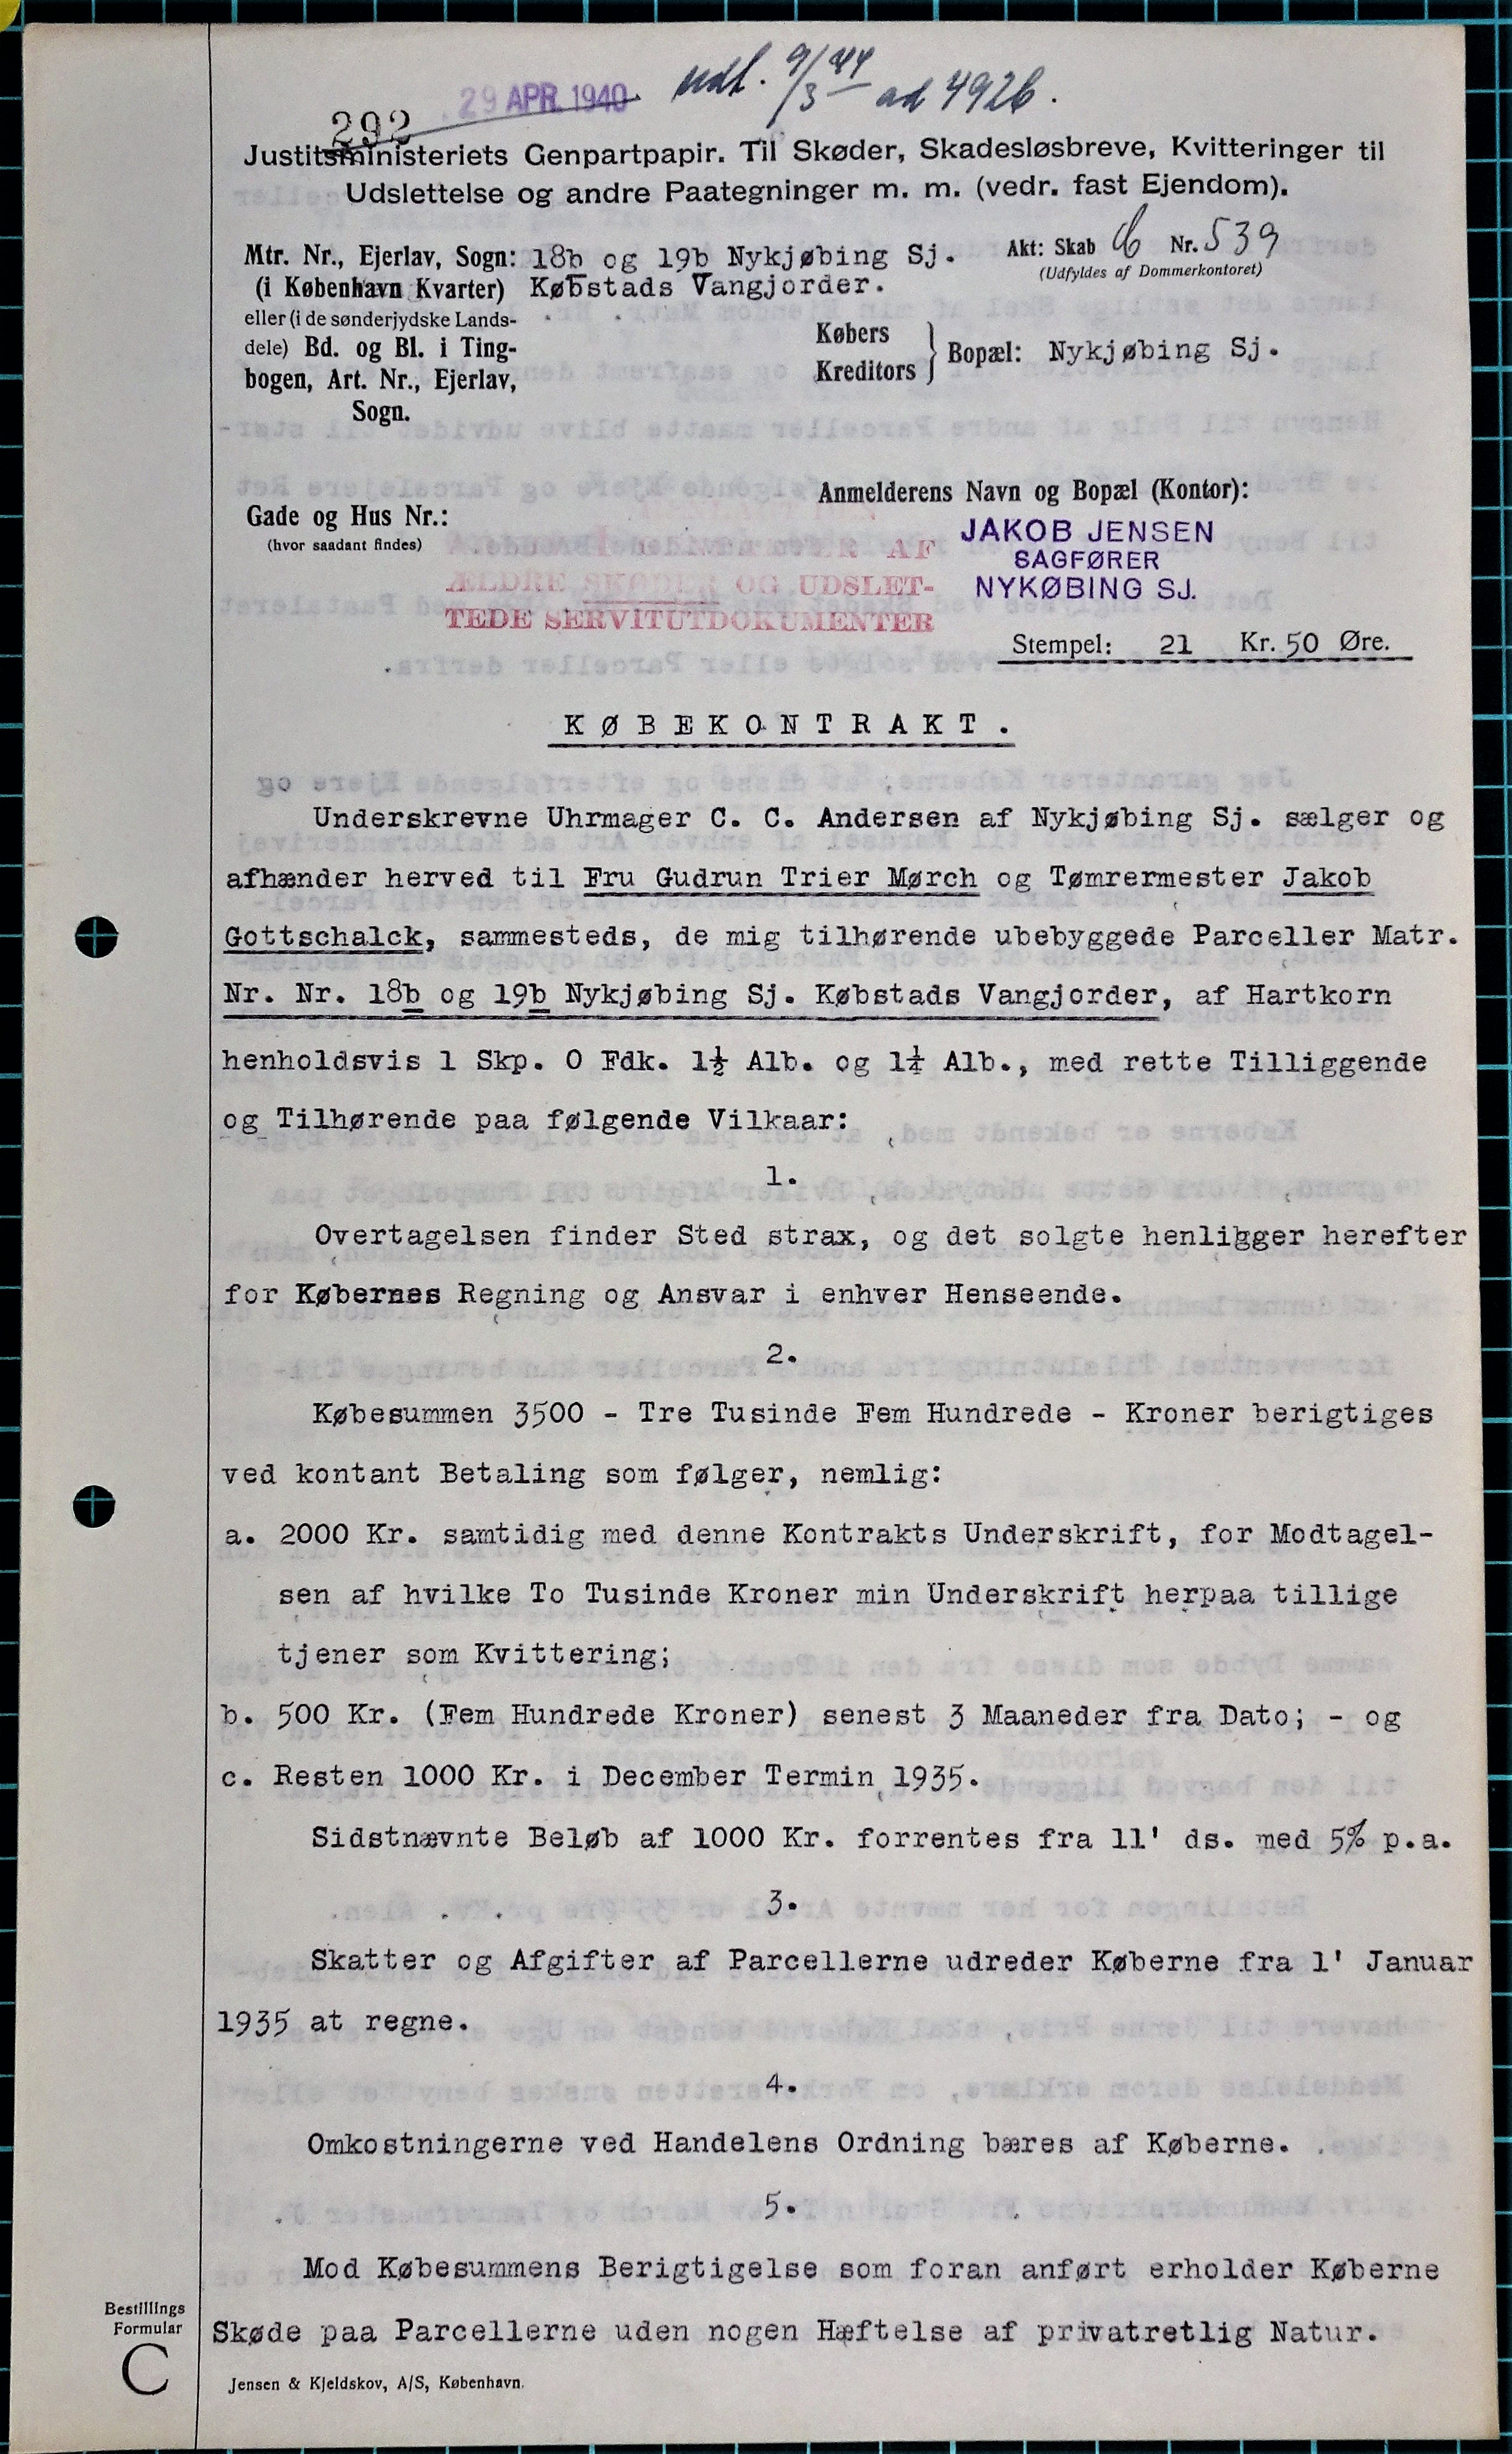 29 APR. 1940 udl. 9/3 44 ad 4926.
292
Justitsministeriets Genpartpapir. Til Skøder, Skadesløsbreve, Kvitteringer til
Udslettelse og andre Paategninger m. m. (vedr. fast Ejendom).
Mtr. Nr., Ejerlav, Sogn: 18b og 19b Nykjøbing Sj.
(i København Kvarter) Købstads Vangjorder.
eller (i de sønderjydske Lands-
dele) Bd. og Bl. i Ting-
bogen, Art. Nr., Ejerlav,
Sogn.
Akt: Skab Nr. 539
(Udfyldes af Dommerkontoret)
Købers
Kreditors } Bopæl: Nykjøbing Sj.
Gade og Hus Nr.:
(hvor saadant findes)
Anmelderens Navn og Bopæl (Kontor):
JAKOB JENSEN
SAGFØRER
NYKØBING SJ.
AF
ÆLDRE SKØDER OG UDSLET-
TEDE SERVITUTDOKUMENTER
Stempel: 21 Kr. 50 Øre.
KØBEKONTRAKT.
Underskrevne Uhrmager C. C. Andersen af Nykjøbing Sj. sælger og
afhænder herved til Fru Gudrun Trier Mørch og Tømrermester Jakob
Gottschalck, sammesteds, de mig tilhørende ubebyggede Parceller Matr.
Nr. Nr. 18b og 19b Nykjøbing Sj. Købstads Vangjorder, af Hartkorn
henholdsvis 1 Skp. 0 Fdk. 1½ Alb. og 1¼ Alb., med rette Tilliggende
og Tilhørende paa følgende Vilkaar:
1.
Overtagelsen finder Sted strax, og det solgte henligger herefter
for Købernes Regning og Ansvar i enhver Henseende.
2.
Købesummen 3500 - Tre Tusinde Fem Hundrede - Kroner berigtiges
ved kontant Betaling som følger, nemlig:
a. 2000 Kr. samtidig med denne Kontrakts Underskrift, for Modtagel-
sen af hvilke To Tusinde Kroner min Underskrift herpaa tillige
tjener som Kvittering;
b. 500 Kr. (Fem Hundrede Kroner) senest 3 Maaneder fra Dato; - og
c. Resten 1000 Kr. i December Termin 1935.
Sidstnævnte Beløb af 1000 Kr. forrentes fra 11' ds. med 5% p.a.
3.
Skatter og Afgifter af Parcellerne udreder Køberne fra 1' Januar
1935 at regne.
4.
Omkostningerne ved Handelens Ordning bæres af Køberne.
5.
Mod Købesummens Berigtigelse som foran anført erholder Køberne
Skøde paa Parcellerne uden nogen Hæftelse af privatretlig Natur.
Bestillings
Formular
C
Jensen & Kjeldskov, A/S, København.